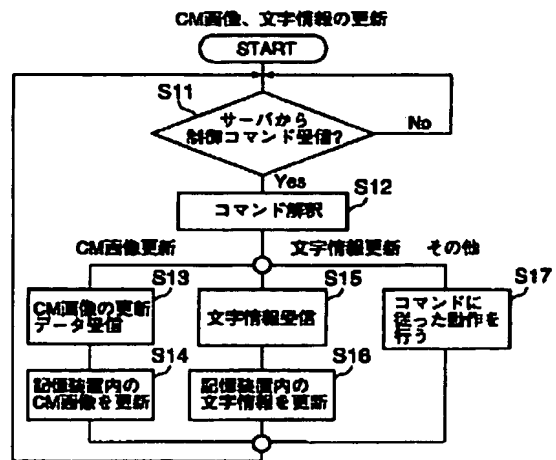 CM画像、文字情報の更新
START
S11
サーバから
制御コマンド受信?
No
Yes
S12
コマンド解釈
CM画像更新
文字情報更新
その他
S13
CM画像の更新
データ受信
S15
文字情報受信
S17
コマンドに
従った動作を
行う
S14
記憶装置内の
CM画像を更新
S16
記憶装置内の
文字情報を更新